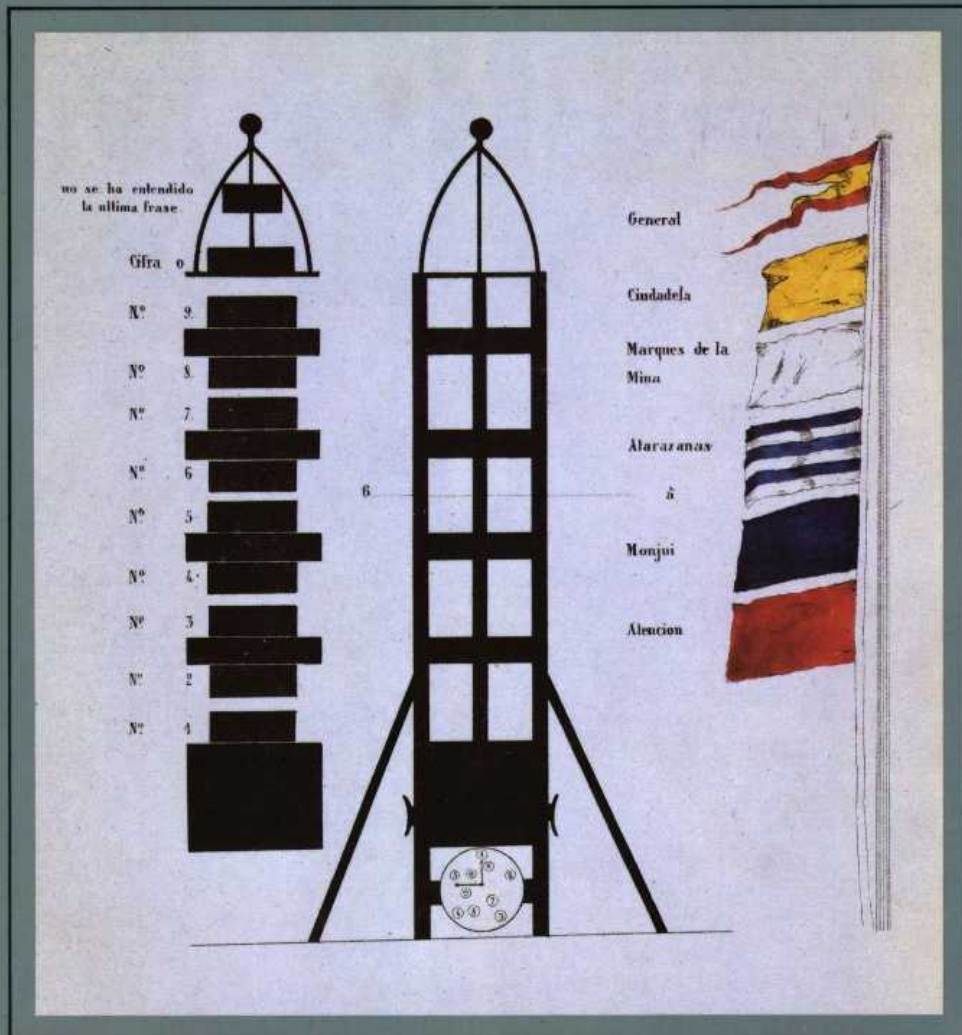 no se ha entendido
la ultima frase.
Cifra 0
Nº 9.
Nº 8.
Nº 7.
Nº 6
Nº 5.
Nº 4.
Nº 3
Nº 2
Nº 1
6 à
General
Ciudadela
Marques de la
Mina
Atarazanas
Monjui
Atencion